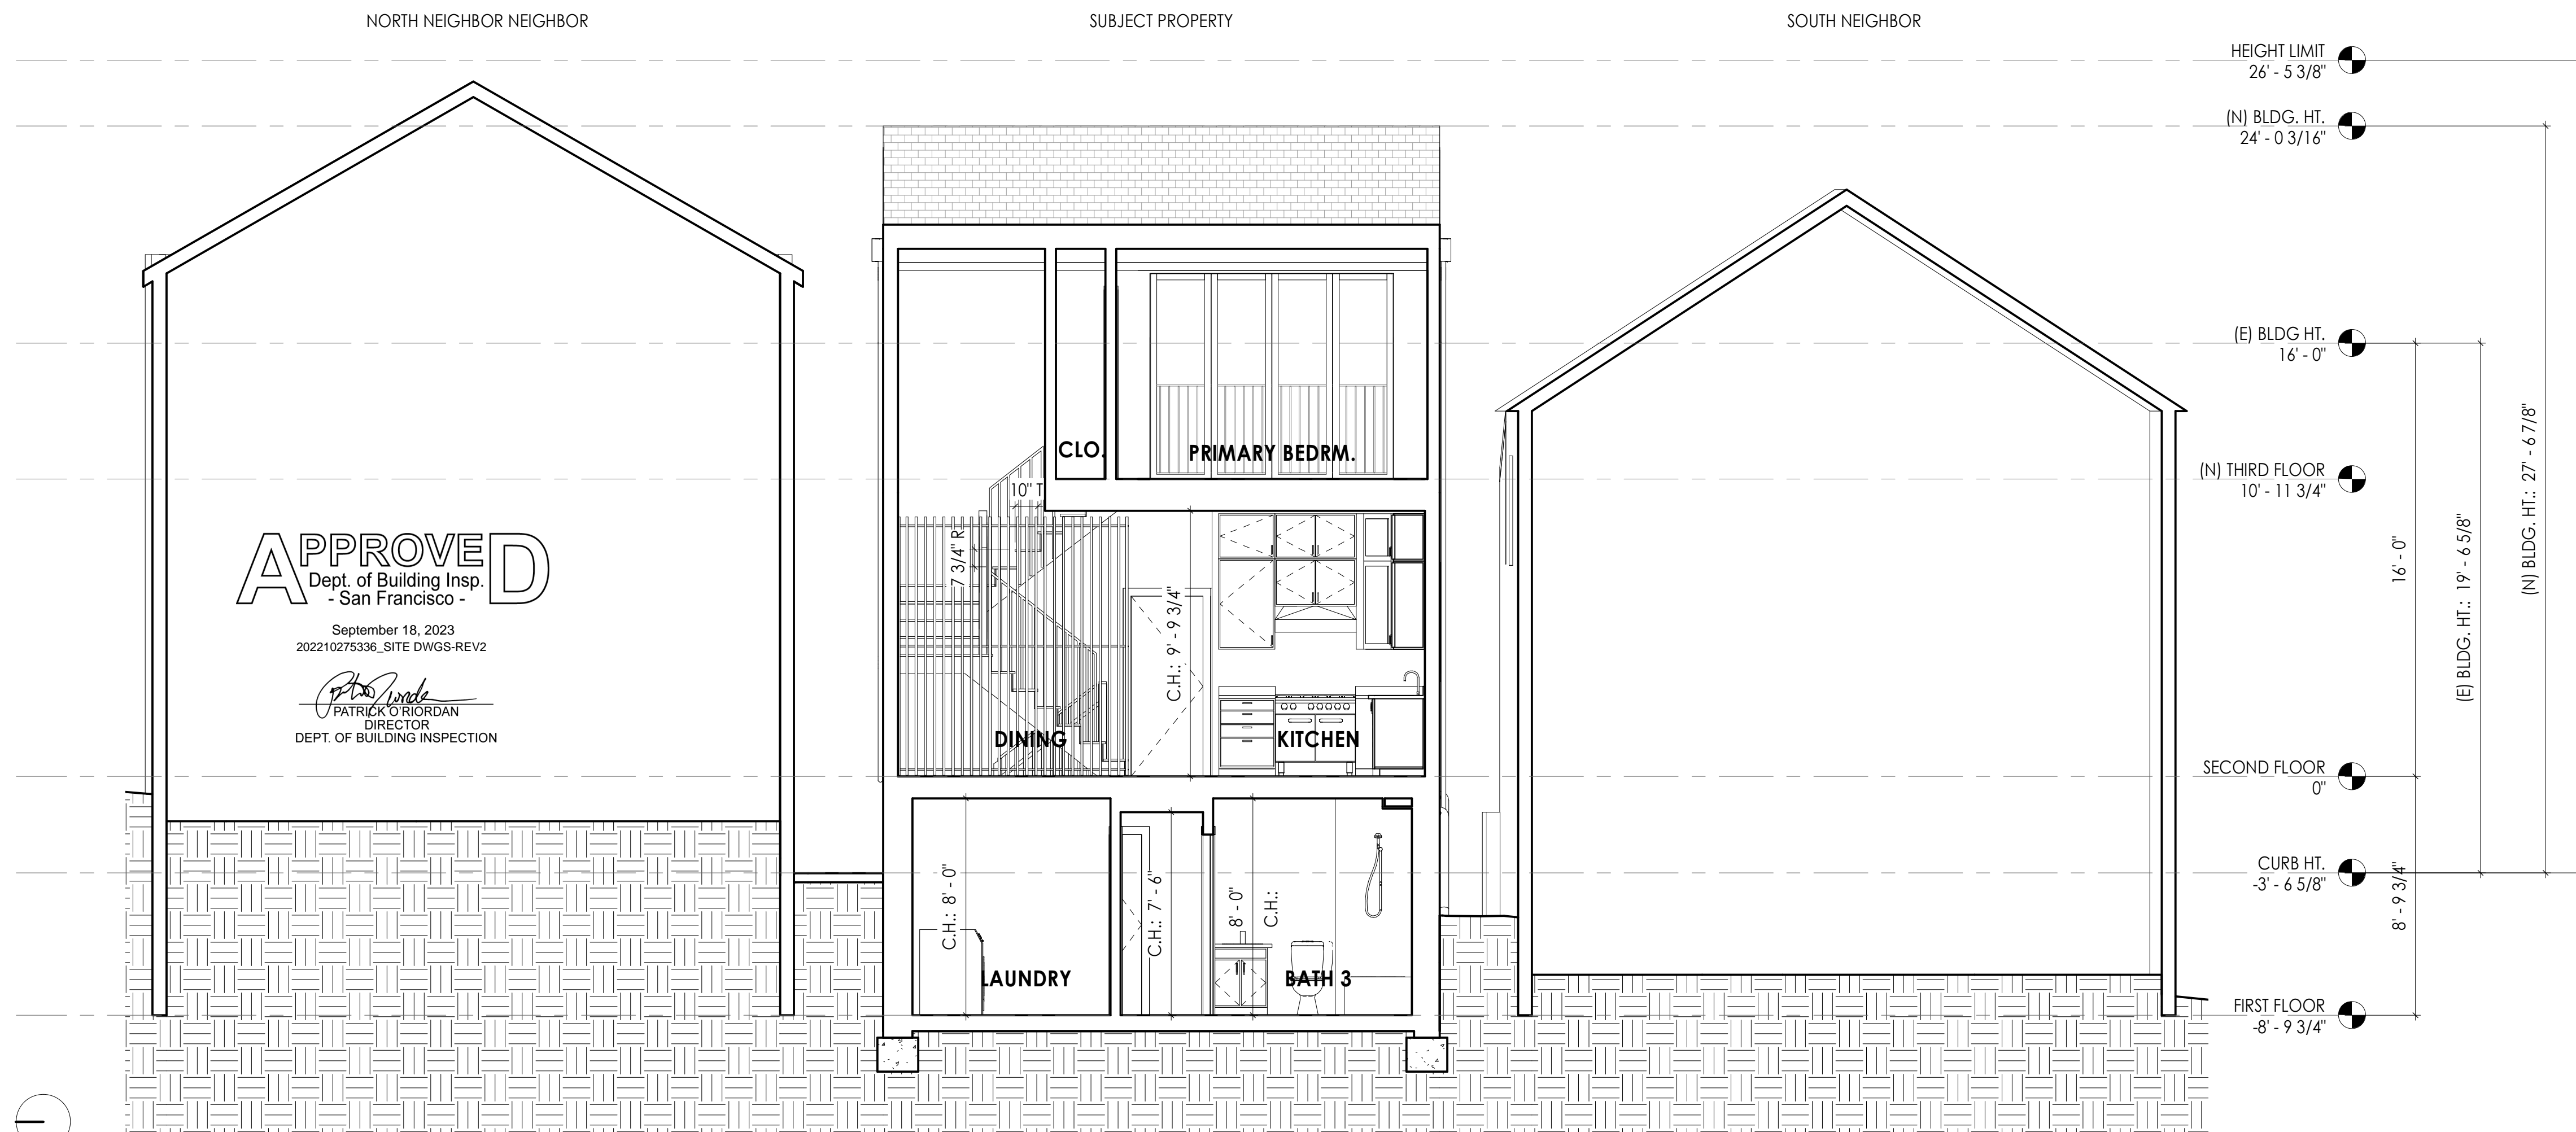 NORTH NEIGHBOR NEIGHBOR
SUBJECT PROPERTY
SOUTH NEIGHBOR
HEIGHT LIMIT
26' - 5 3/8"
(N) BLDG. HT.
24' - 0 3/16"
(E) BLDG HT.
16' - 0"
(N) THIRD FLOOR
10' - 11 3/4"
SECOND FLOOR
0"
CURB HT.
-3' - 6 5/8"
FIRST FLOOR
-8' - 9 3/4"
16' - 0"
8' - 9 3/4"
(E) BLDG. HT.: 19' - 6 5/8"
(N) BLDG. HT.: 27' - 6 7/8"
CLO.
PRIMARY BEDRM.
10" T
7 3/4" R
C.H.: 9' - 9 3/4"
DINING
KITCHEN
C.H.: 8' - 0"
C.H.: 7' - 6"
8' - 0"
C.H.:
LAUNDRY
BATH 3
APPROVED
Dept. of Building Insp.
- San Francisco -
September 18, 2023
202210275336_SITE DWGS-REV2
PATRICK O'RIORDAN
DIRECTOR
DEPT. OF BUILDING INSPECTION